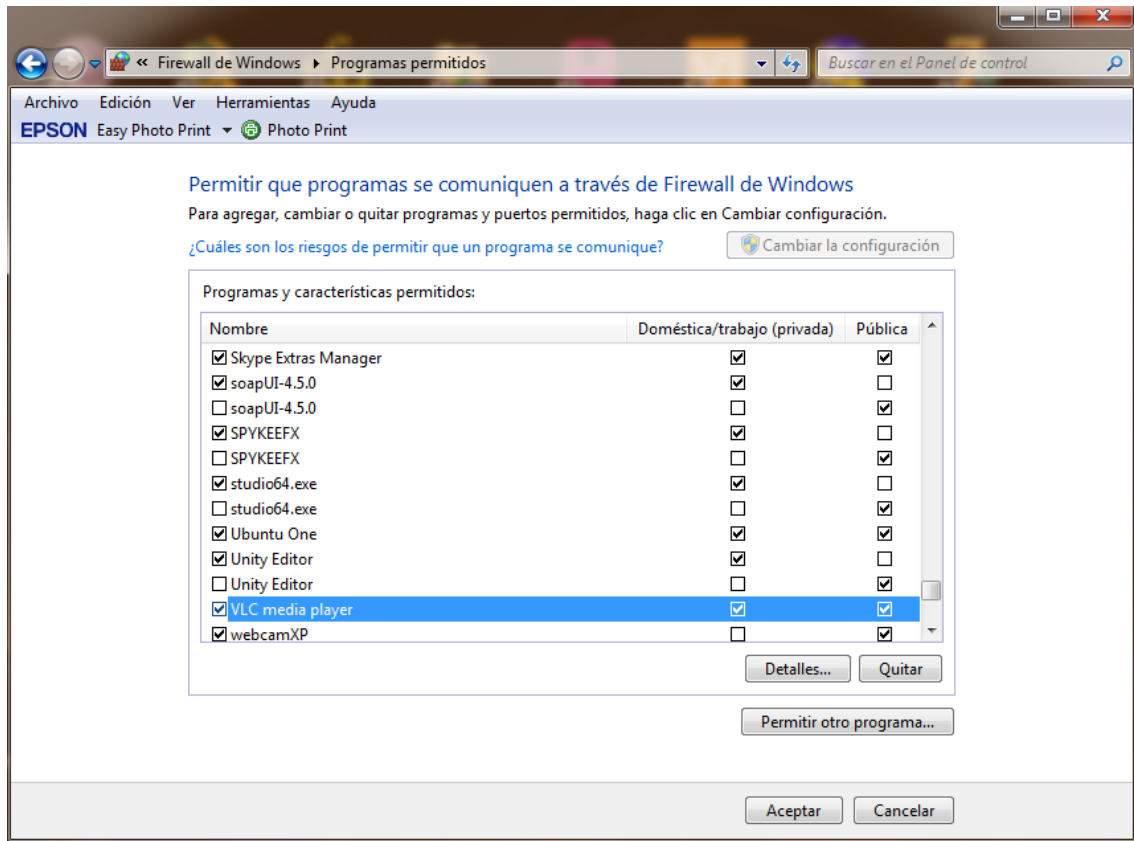 « Firewall de Windows Programas permitidos Buscar en el Panel de control
Archivo Edición Ver Herramientas Ayuda
EPSON Easy Photo Print Photo Print
Permitir que programas se comuniquen a través de Firewall de Windows
Para agregar, cambiar o quitar programas y puertos permitidos, haga clic en Cambiar configuración.
¿Cuáles son los riesgos de permitir que un programa se comunique? Cambiar la configuración
Programas y características permitidos:
Nombre Doméstica/trabajo (privada) Pública
Skype Extras Manager
soapUI-4.5.0
soapUI-4.5.0
SPYKEEFX
SPYKEEFX
studio64.exe
studio64.exe
Ubuntu One
Unity Editor
Unity Editor
VLC media player
webcamXP
Detalles... Quitar
Permitir otro programa...
Aceptar Cancelar